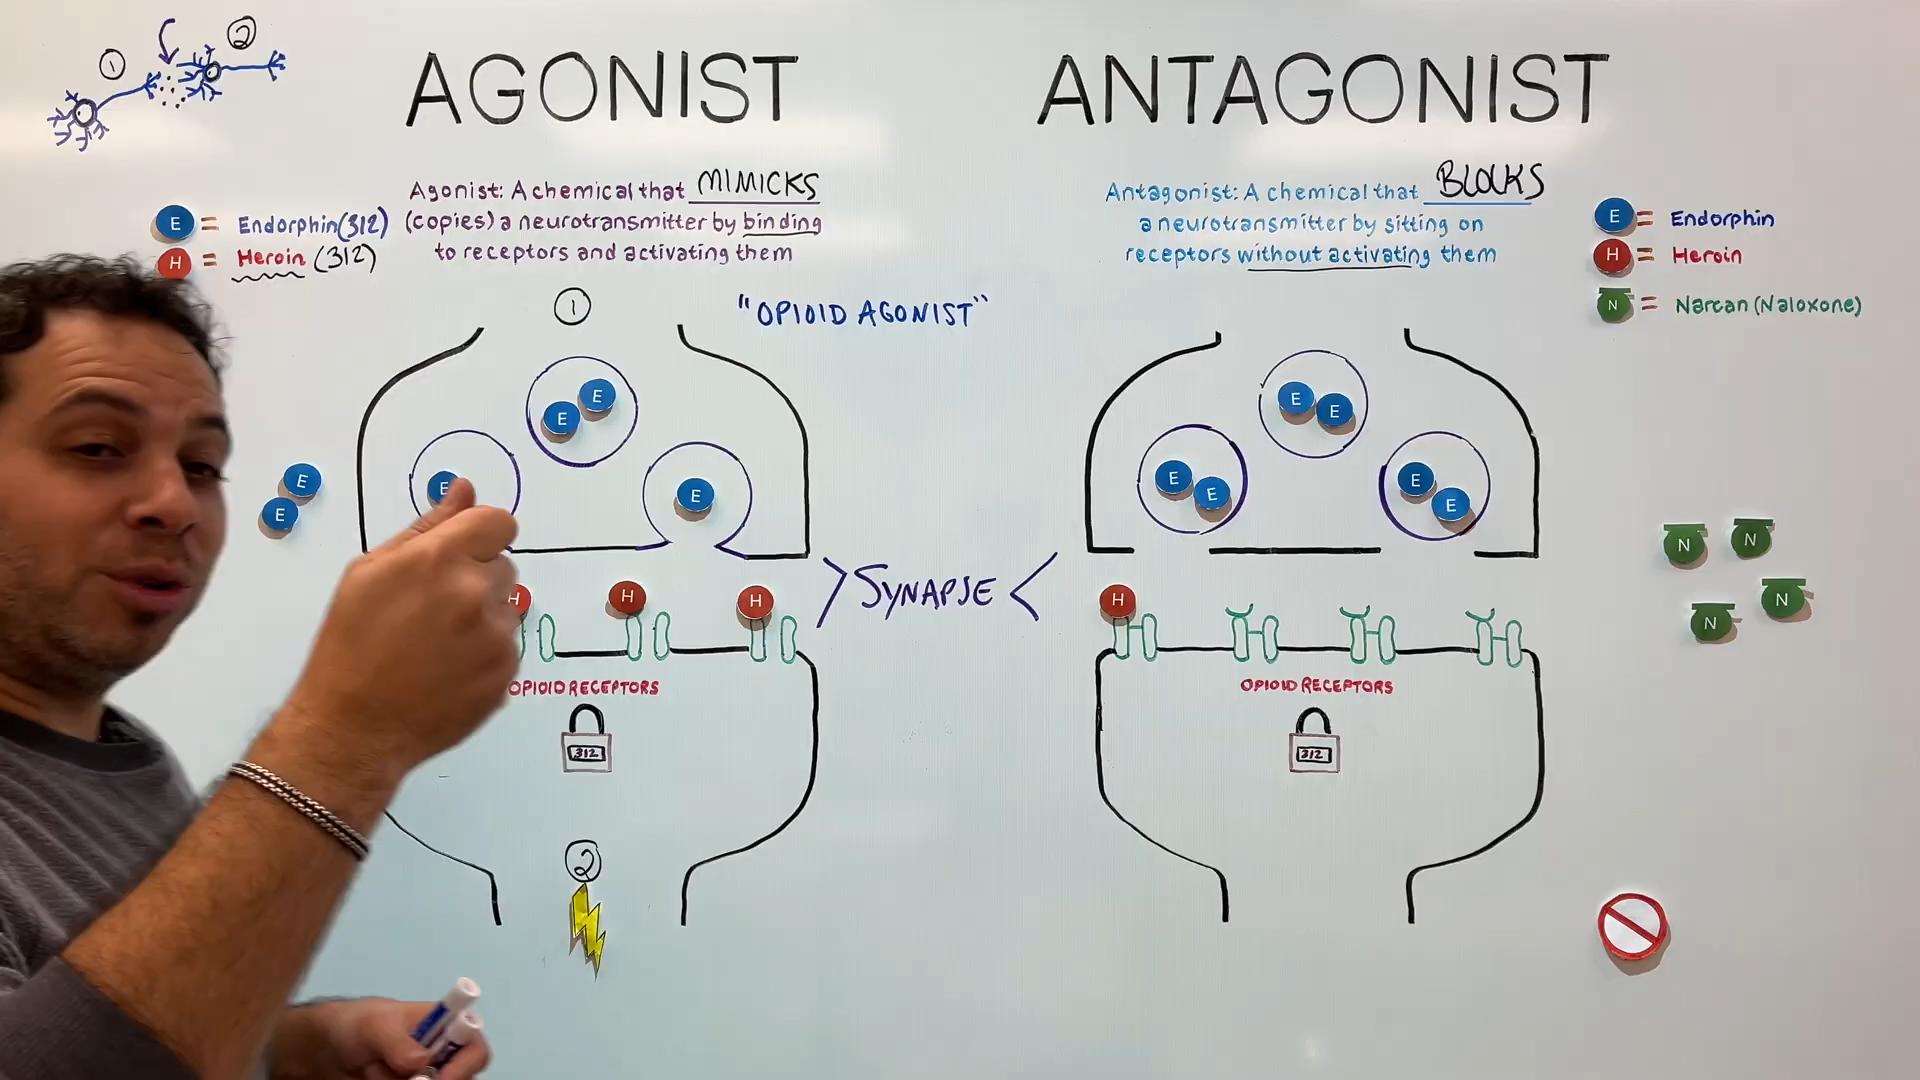 1
2
AGONIST
ANTAGONIST
Agonist: A chemical that MIMICKS
(copies) a neurotransmitter by binding
to receptors and activating them
E = Endorphin (312)
H = Heroin (312)
Antagonist: A chemical that BLOCKS
a neurotransmitter by sitting on
receptors without activating them
E = Endorphin
H = Heroin
N = Narcan (Naloxone)
1
"OPIOID AGONIST"
E E
E
E
E
E
E E
E E
E E
N N
N N
H H H
> SYNAPSE <
H
OPIOID RECEPTORS
312
2
OPIOID RECEPTORS
312